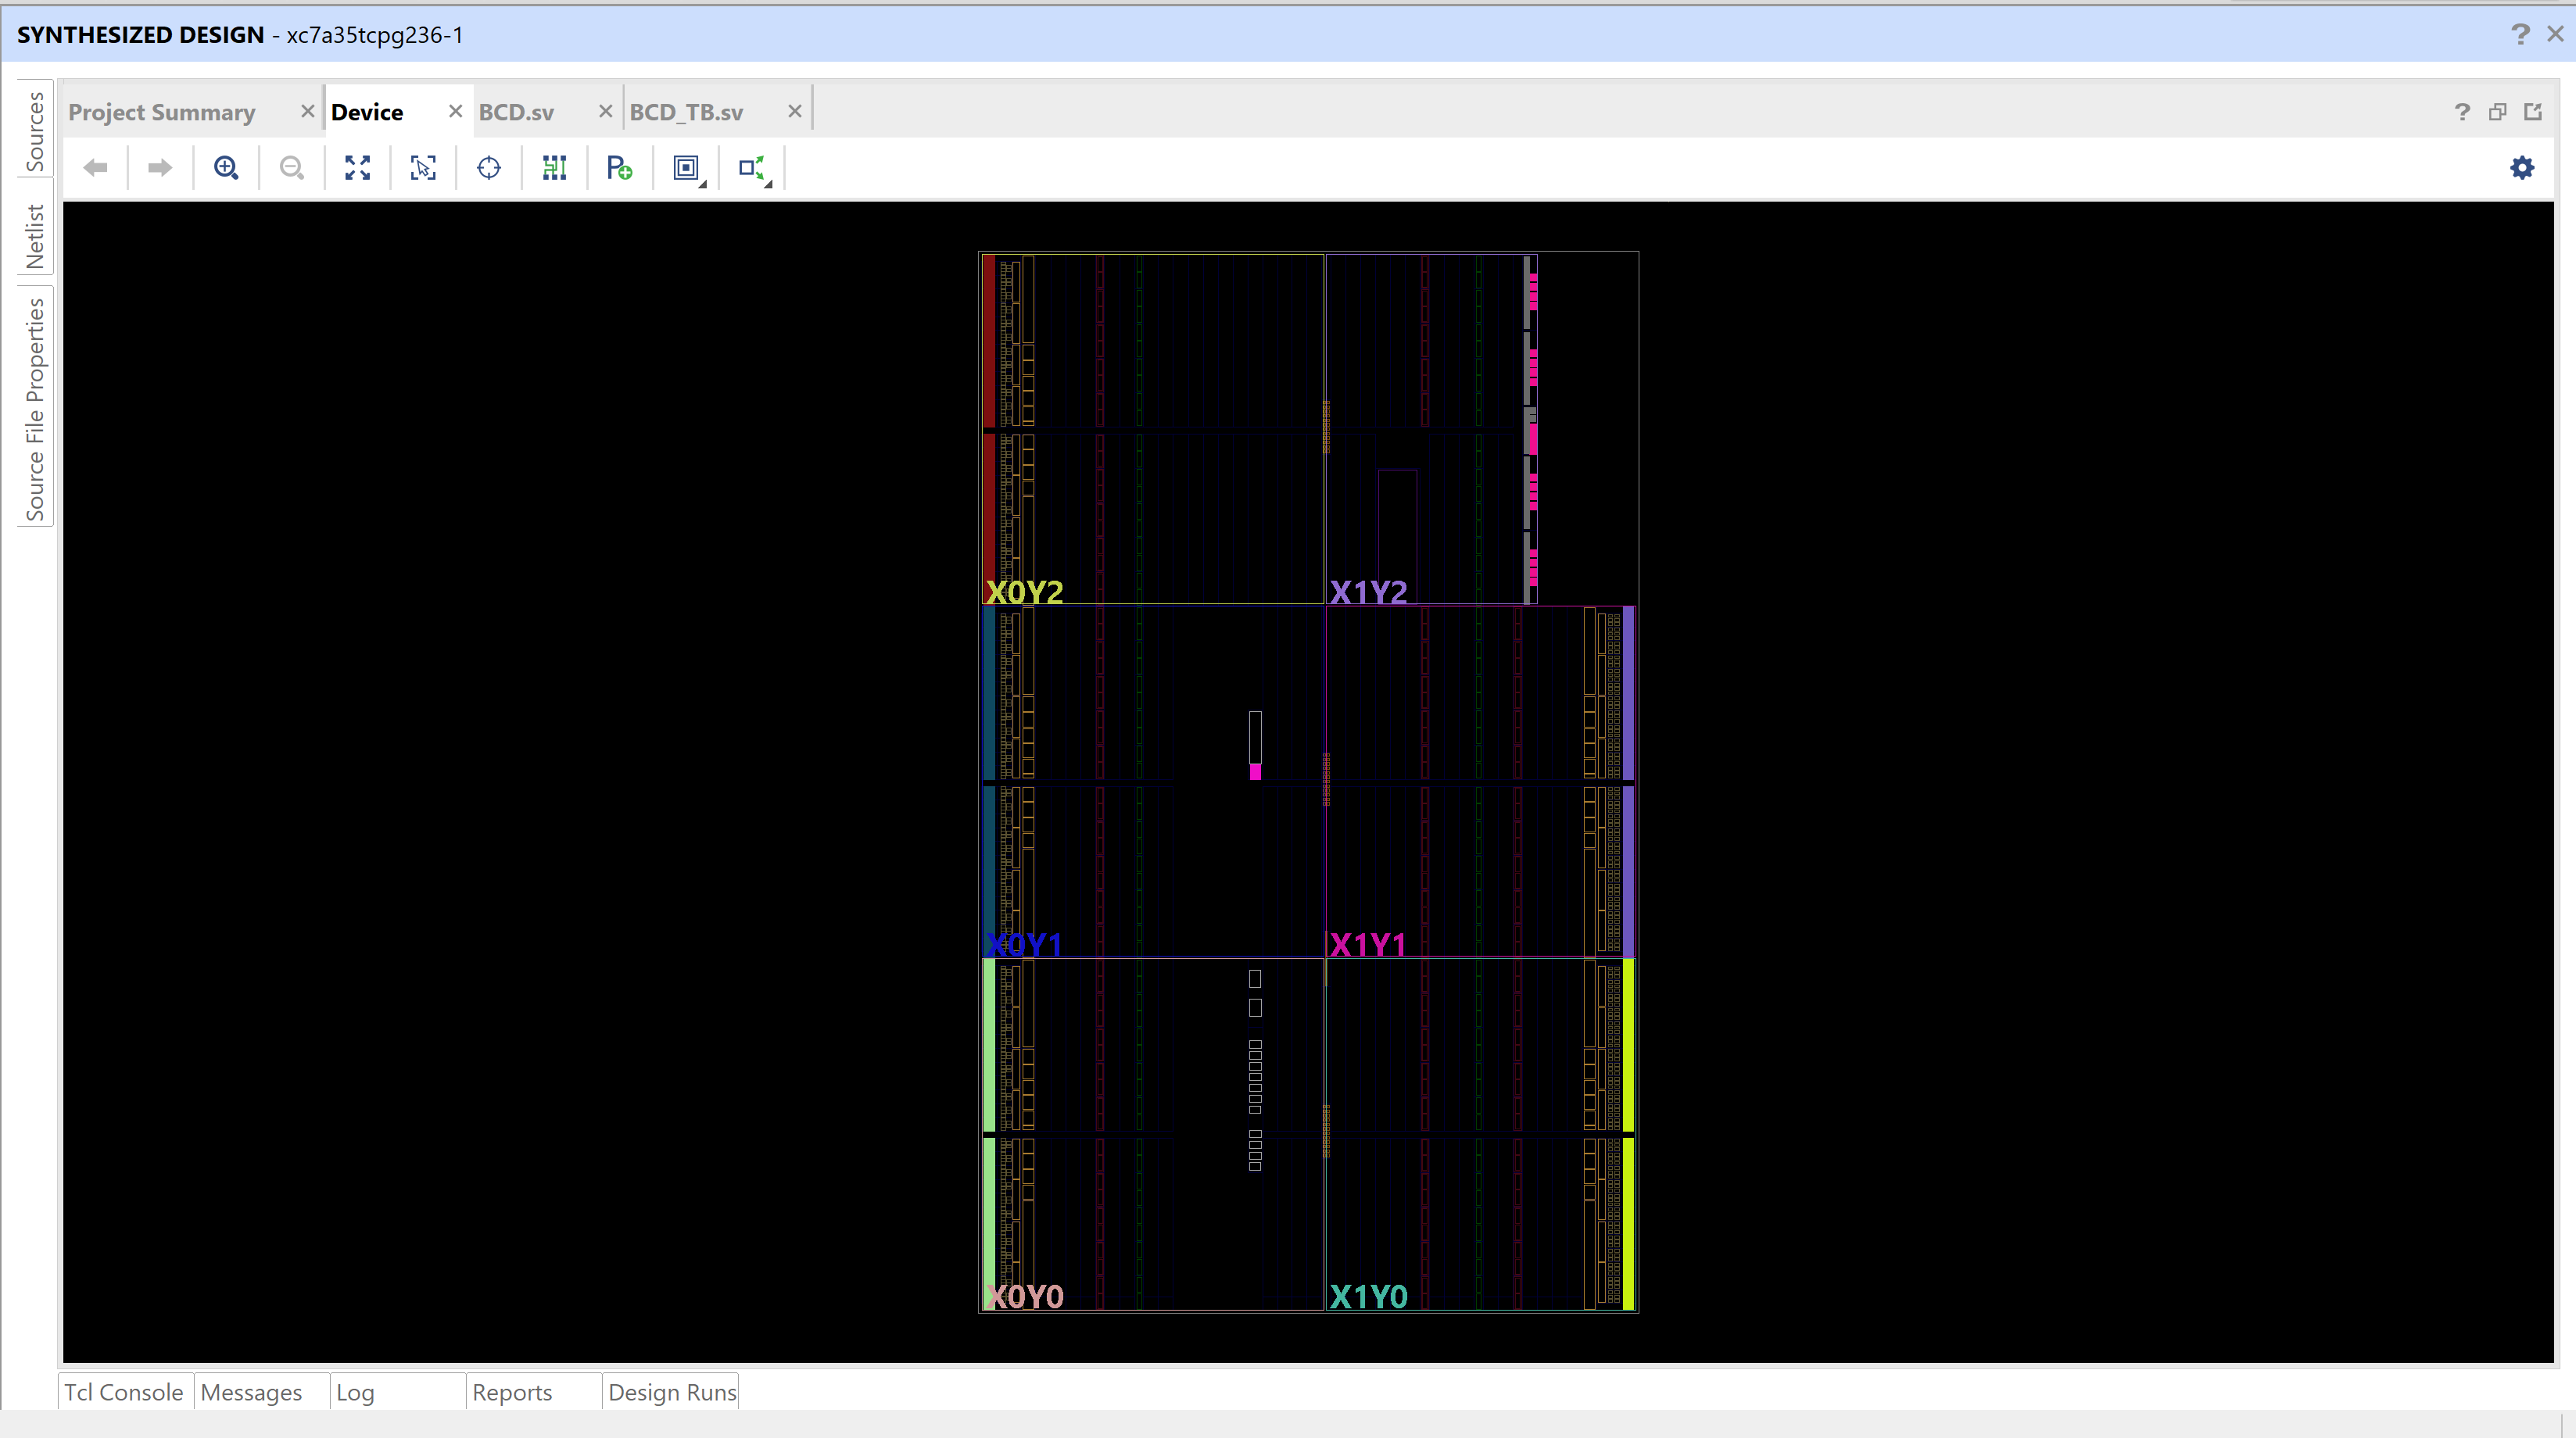 SYNTHESIZED DESIGN - xc7a35tcpg236-1
Sources
Netlist
Source File Properties
Project Summary
Device
BCD.sv
BCD_TB.sv
X0Y2
X1Y2
X0Y1
X1Y1
X0Y0
X1Y0
Tcl Console
Messages
Log
Reports
Design Runs